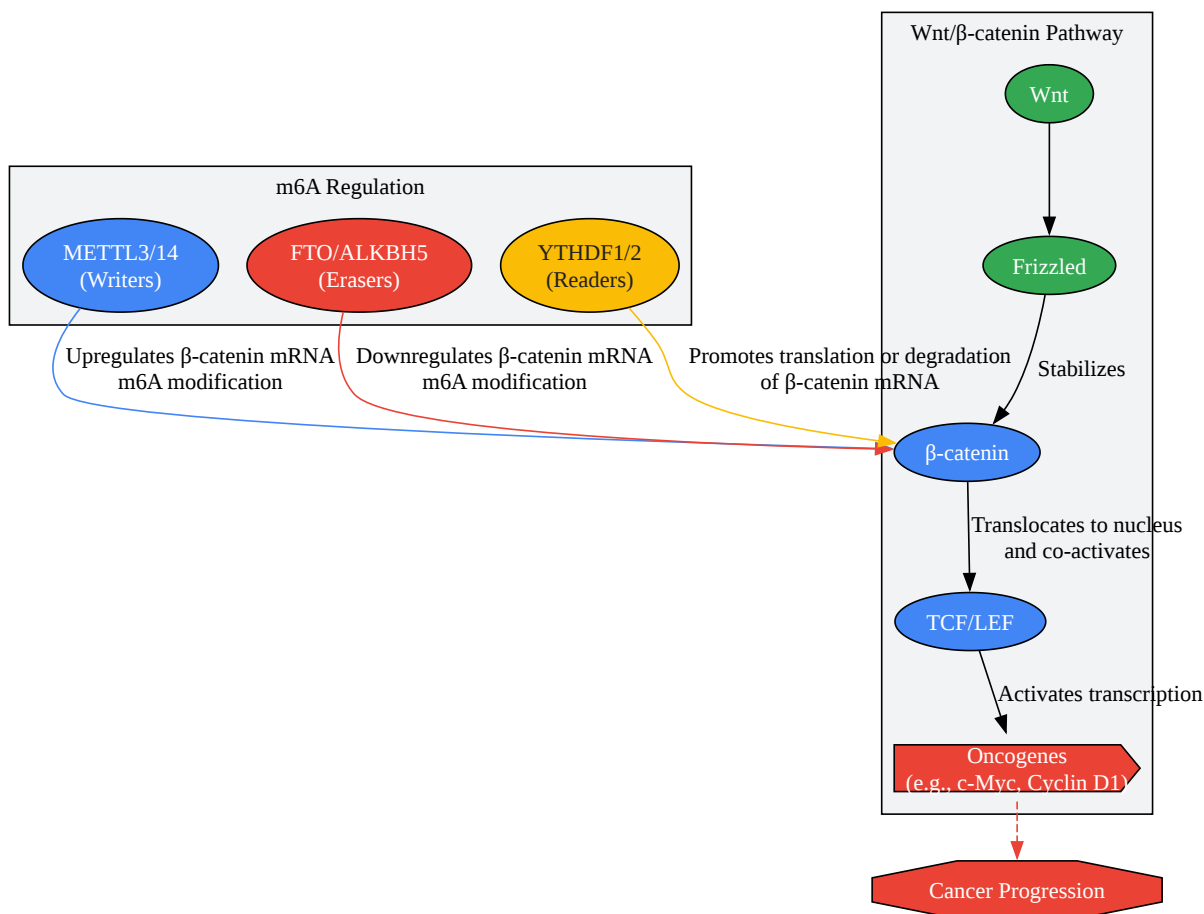 Wnt/β-catenin Pathway
Wnt
m6A Regulation
METTL3/14
(Writers)
FTO/ALKBH5
(Erasers)
YTHDF1/2
(Readers)
Frizzled
Upregulates β-catenin mRNA
m6A modification
Downregulates β-catenin mRNA
m6A modification
Promotes translation or degradation
of β-catenin mRNA
Stabilizes
β-catenin
Translocates to nucleus
and co-activates
TCF/LEF
Activates transcription
Oncogenes
(e.g., c-Myc, Cyclin D1)
Cancer Progression